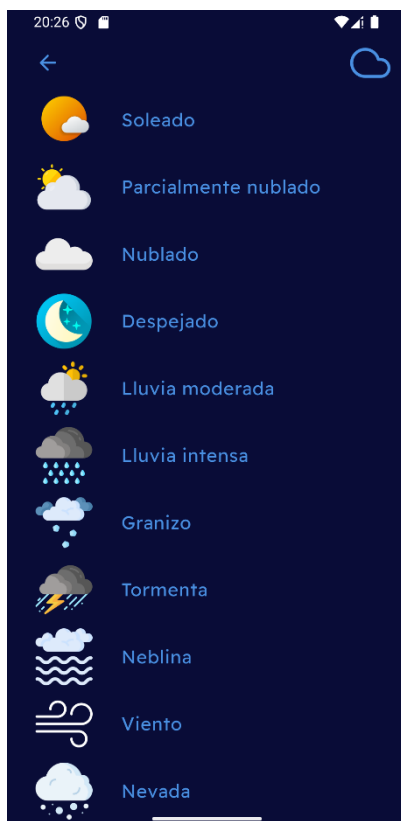 20:26
Soleado
Parcialmente nublado
Nublado
Despejado
Lluvia moderada
Lluvia intensa
Granizo
Tormenta
Neblina
Viento
Nevada